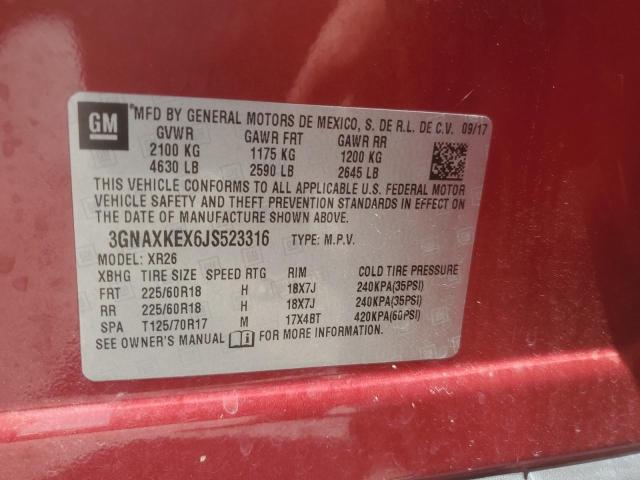 GM
MFD BY GENERAL MOTORS DE MEXICO, S. DE R.L. DE C.V. 09/17
GVWR GAWR FRT GAWR RR
2100 KG 1175 KG 1200 KG
4630 LB 2590 LB 2645 LB
THIS VEHICLE CONFORMS TO ALL APPLICABLE U.S. FEDERAL MOTOR
VEHICLE SAFETY AND THEFT PREVENTION STANDARDS IN EFFECT ON
THE DATE OF MANUFACTURE SHOWN ABOVE.
3GNAXKEX6JS523316 TYPE: M.P.V.
MODEL: XR26
XBHG TIRE SIZE SPEED RTG RIM COLD TIRE PRESSURE
FRT 225/60R18 H 18X7J 240KPA(35PSI)
RR 225/60R18 H 18X7J 240KPA(35PSI)
SPA T125/70R17 M 17X4BT 420KPA(60PSI)
SEE OWNER'S MANUAL FOR MORE INFORMATION.